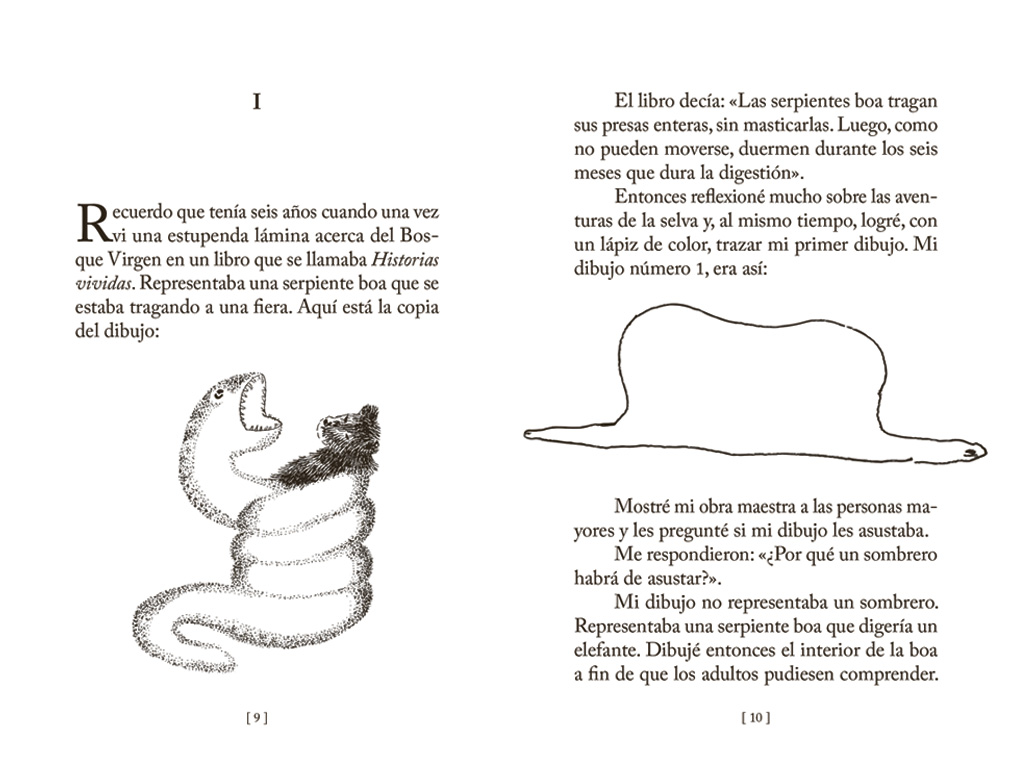 I
Recuerdo que tenía seis años cuando una vez
vi una estupenda lámina acerca del Bos-
que Virgen en un libro que se llamaba Historias
vividas. Representaba una serpiente boa que se
estaba tragando a una fiera. Aquí está la copia
del dibujo:
[ 9 ]
El libro decía: «Las serpientes boa tragan
sus presas enteras, sin masticarlas. Luego, como
no pueden moverse, duermen durante los seis
meses que dura la digestión».
Entonces reflexioné mucho sobre las aven-
turas de la selva y, al mismo tiempo, logré, con
un lápiz de color, trazar mi primer dibujo. Mi
dibujo número 1, era así:
Mostré mi obra maestra a las personas ma-
yores y les pregunté si mi dibujo les asustaba.
Me respondieron: «¿Por qué un sombrero
habrá de asustar?».
Mi dibujo no representaba un sombrero.
Representaba una serpiente boa que digería un
elefante. Dibujé entonces el interior de la boa
a fin de que los adultos pudiesen comprender.
[ 10 ]